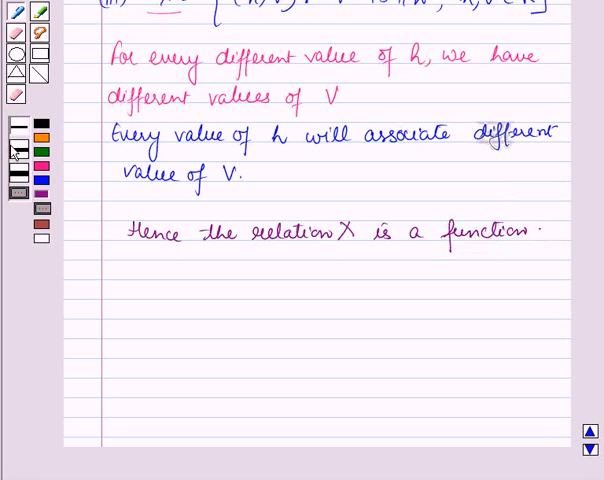 For every different value of h, we have
different values of V
Every value of h will associate different
value of V.
Hence the relation X is a function.